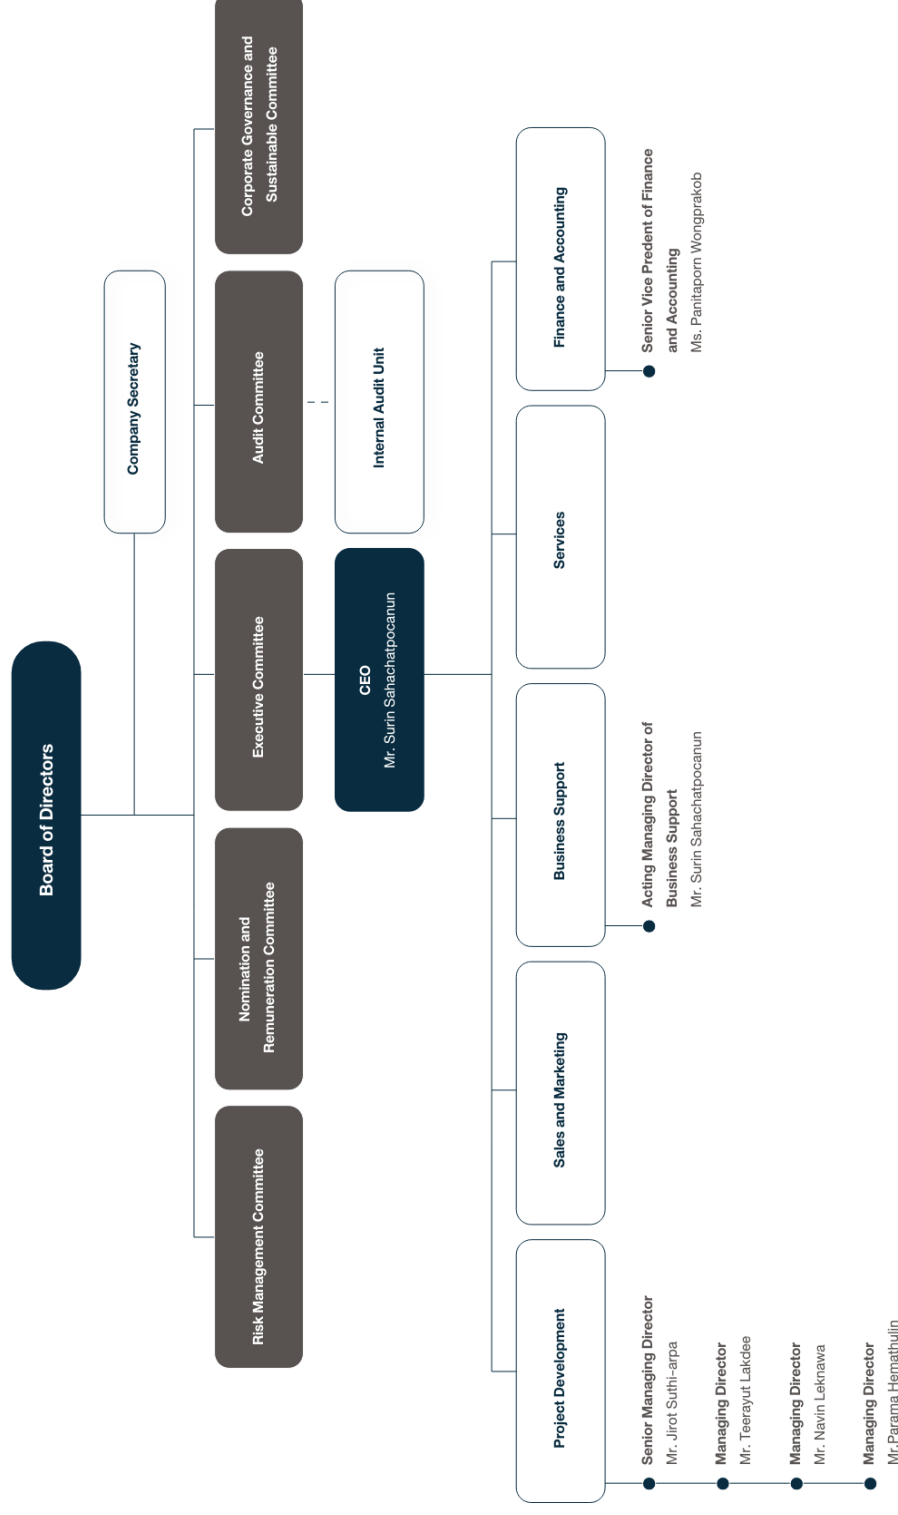 Board of Directors
Company Secretary
Risk Management Committee
Nomination and
Remuneration Committee
Executive Committee
Audit Committee
Corporate Governance and
Sustainable Committee
CEO
Mr. Surin Sahachatpocanun
Internal Audit Unit
Project Development
Sales and Marketing
Business Support
Services
Finance and Accounting
Senior Managing Director
Mr. Jirot Suthi-arpa
Managing Director
Mr. Teerayut Lakdee
Managing Director
Mr. Navin Leknawa
Managing Director
Mr.Parama Hemathulin
Acting Managing Director of
Business Support
Mr. Surin Sahachatpocanun
Senior Vice Predent of Finance
and Accounting
Ms. Panitaporn Wongprakob